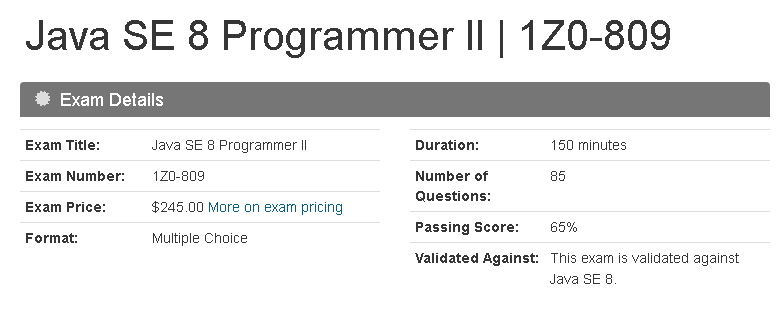 Java SE 8 Programmer II | 1Z0-809
Exam Details
Exam Title: Java SE 8 Programmer II
Exam Number: 1Z0-809
Exam Price: $245.00 More on exam pricing
Format: Multiple Choice
Duration: 150 minutes
Number of 85
Questions:
Passing Score: 65%
Validated Against: This exam is validated against
Java SE 8.